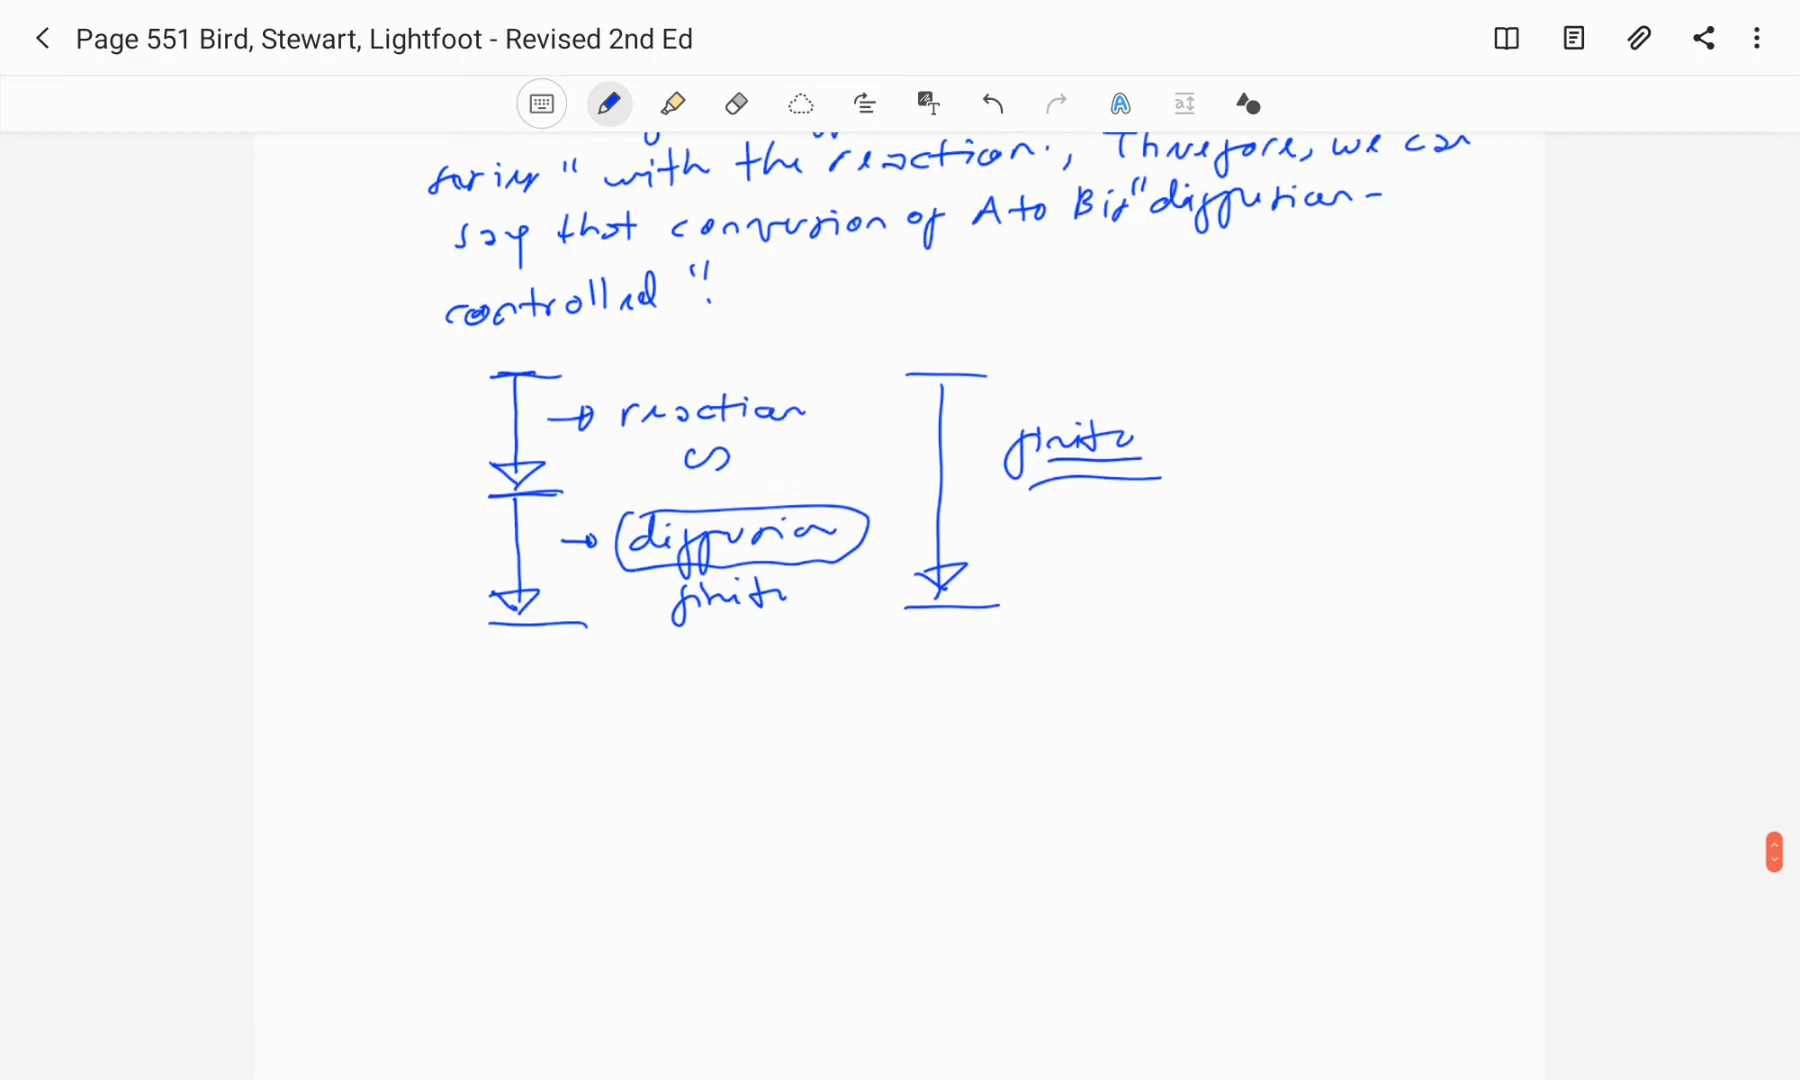 Page 551 Bird, Stewart, Lightfoot - Revised 2nd Ed
with the "reaction., Therefore, we can
say that conversion of A to B is "diffusion-
controlled".
reaction
∞
finite
diffusion
finite